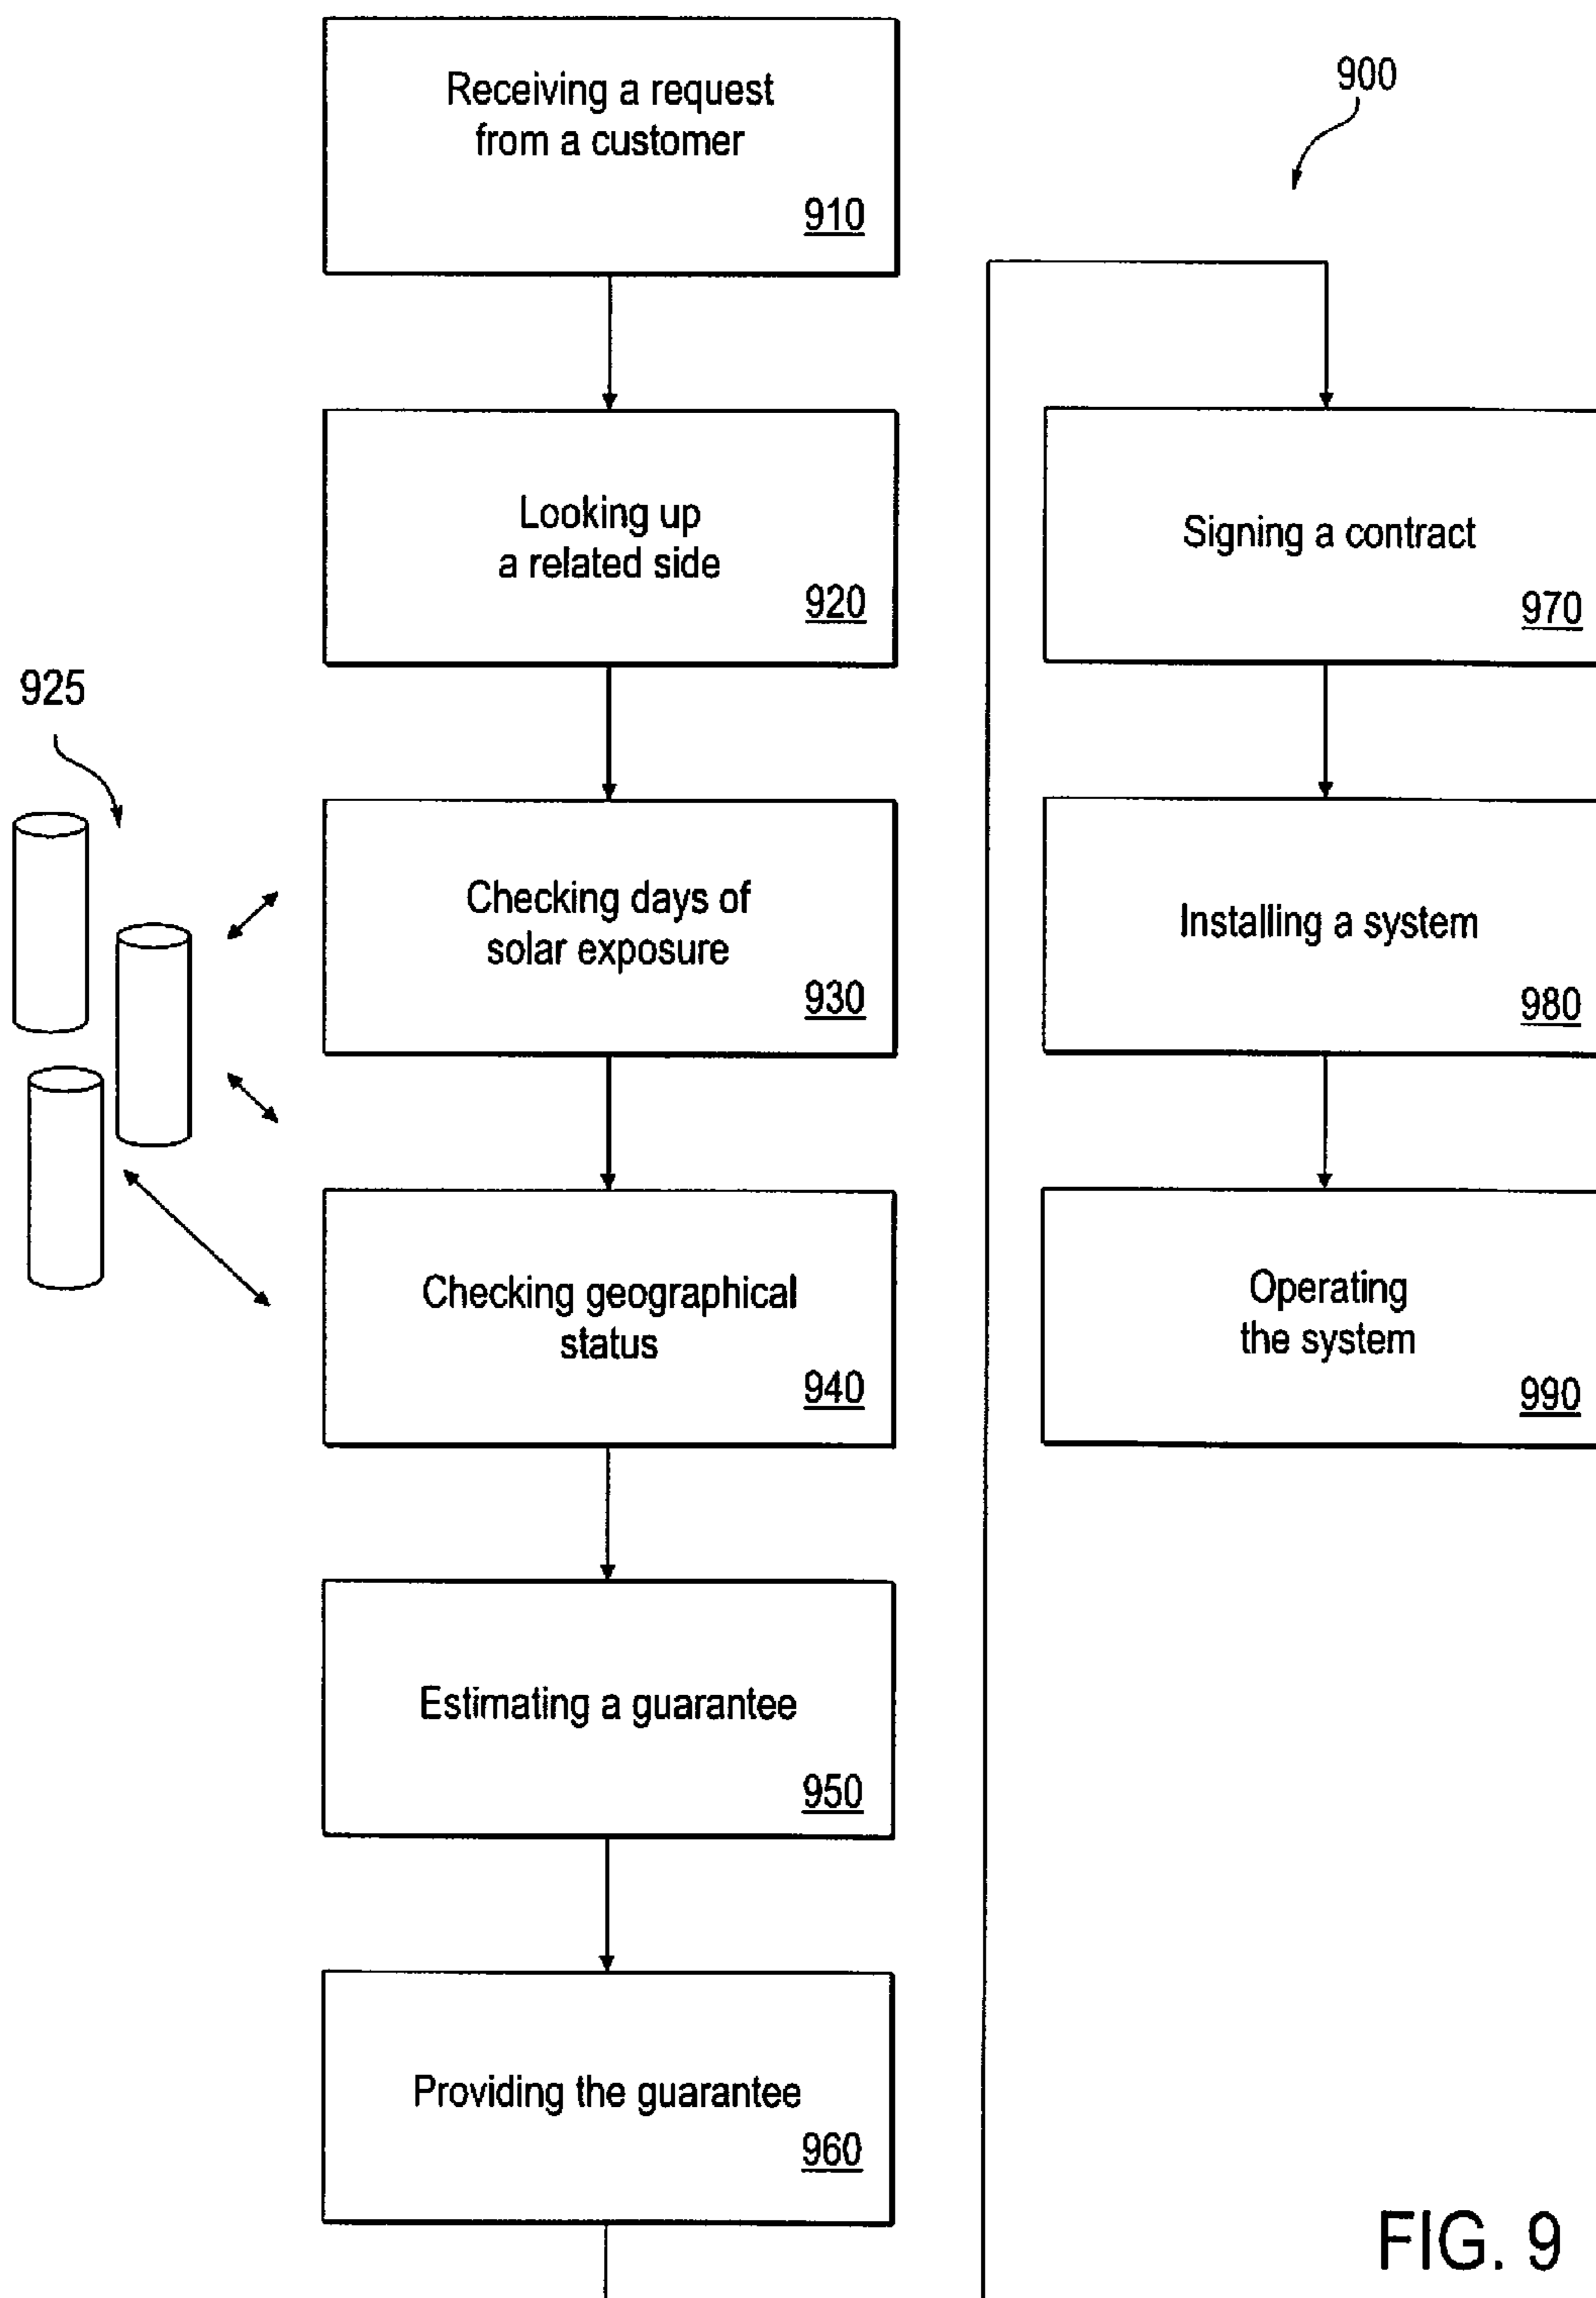 Receiving a request
from a customer
910
Looking up
a related side
920
925
Checking days of
solar exposure
930
Checking geographical
status
940
Estimating a guarantee
950
Providing the guarantee
960
900
Signing a contract
970
Installing a system
980
Operating
the system
990
FIG. 9